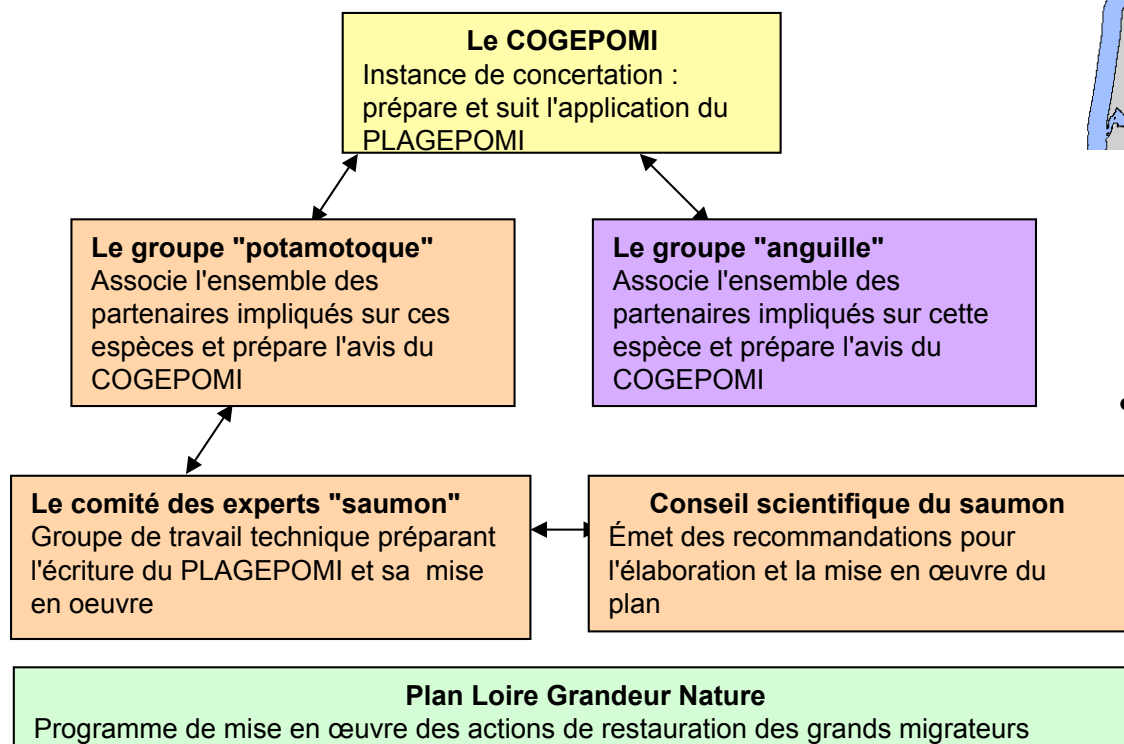 Le COGEPOMI
Instance de concertation :
prépare et suit l'application du
PLAGEPOMI
Le groupe "potamotoque"
Associe l'ensemble des
partenaires impliqués sur ces
espèces et prépare l'avis du
COGEPOMI
Le groupe "anguille"
Associe l'ensemble des
partenaires impliqués sur cette
espèce et prépare l'avis du
COGEPOMI
Le comité des experts "saumon"
Groupe de travail technique préparant
l'écriture du PLAGEPOMI et sa mise
en oeuvre
Conseil scientifique du saumon
Émet des recommandations pour
l'élaboration et la mise en œuvre du
plan
Plan Loire Grandeur Nature
Programme de mise en œuvre des actions de restauration des grands migrateurs